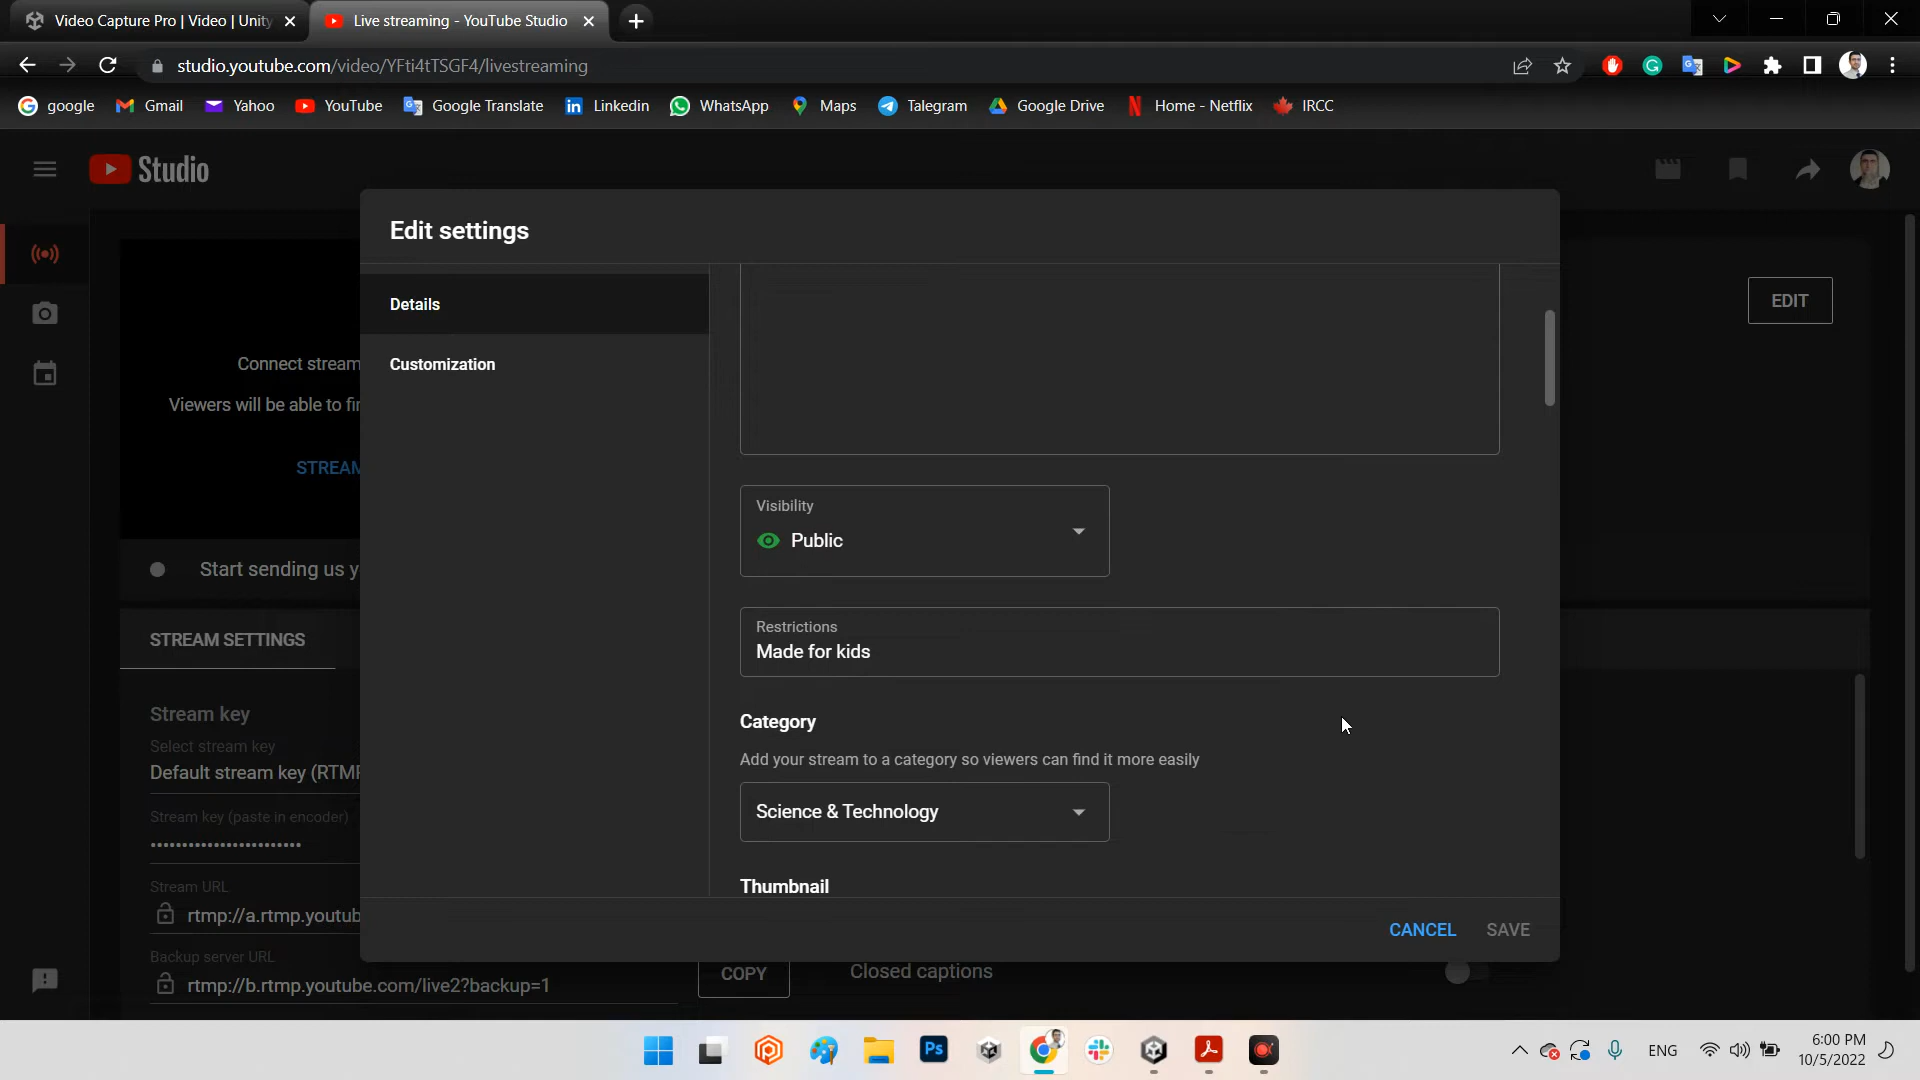 Video Capture Pro | Video | Unity
Live streaming - YouTube Studio
studio.youtube.com/video/YFti4tTSGF4/livestreaming
google
Gmail
Yahoo
YouTube
Google Translate
Linkedin
WhatsApp
Maps
Talegram
Google Drive
Home - Netflix
IRCC
Studio
Edit settings
Details
Customization
EDIT
Connect stream
Viewers will be able to fi
STREAM
Start sending us y
STREAM SETTINGS
Stream key
Select stream key
Default stream key (RTMP
Stream key (paste in encoder)
Stream URL
rtmp://a.rtmp.youtub
Backup server URL
rtmp://b.rtmp.youtube.com/live2?backup=1
COPY
Closed captions
Visibility
Public
Restrictions
Made for kids
Category
Add your stream to a category so viewers can find it more easily
Science & Technology
Thumbnail
CANCEL
SAVE
Ps
ENG
6:00 PM
10/5/2022